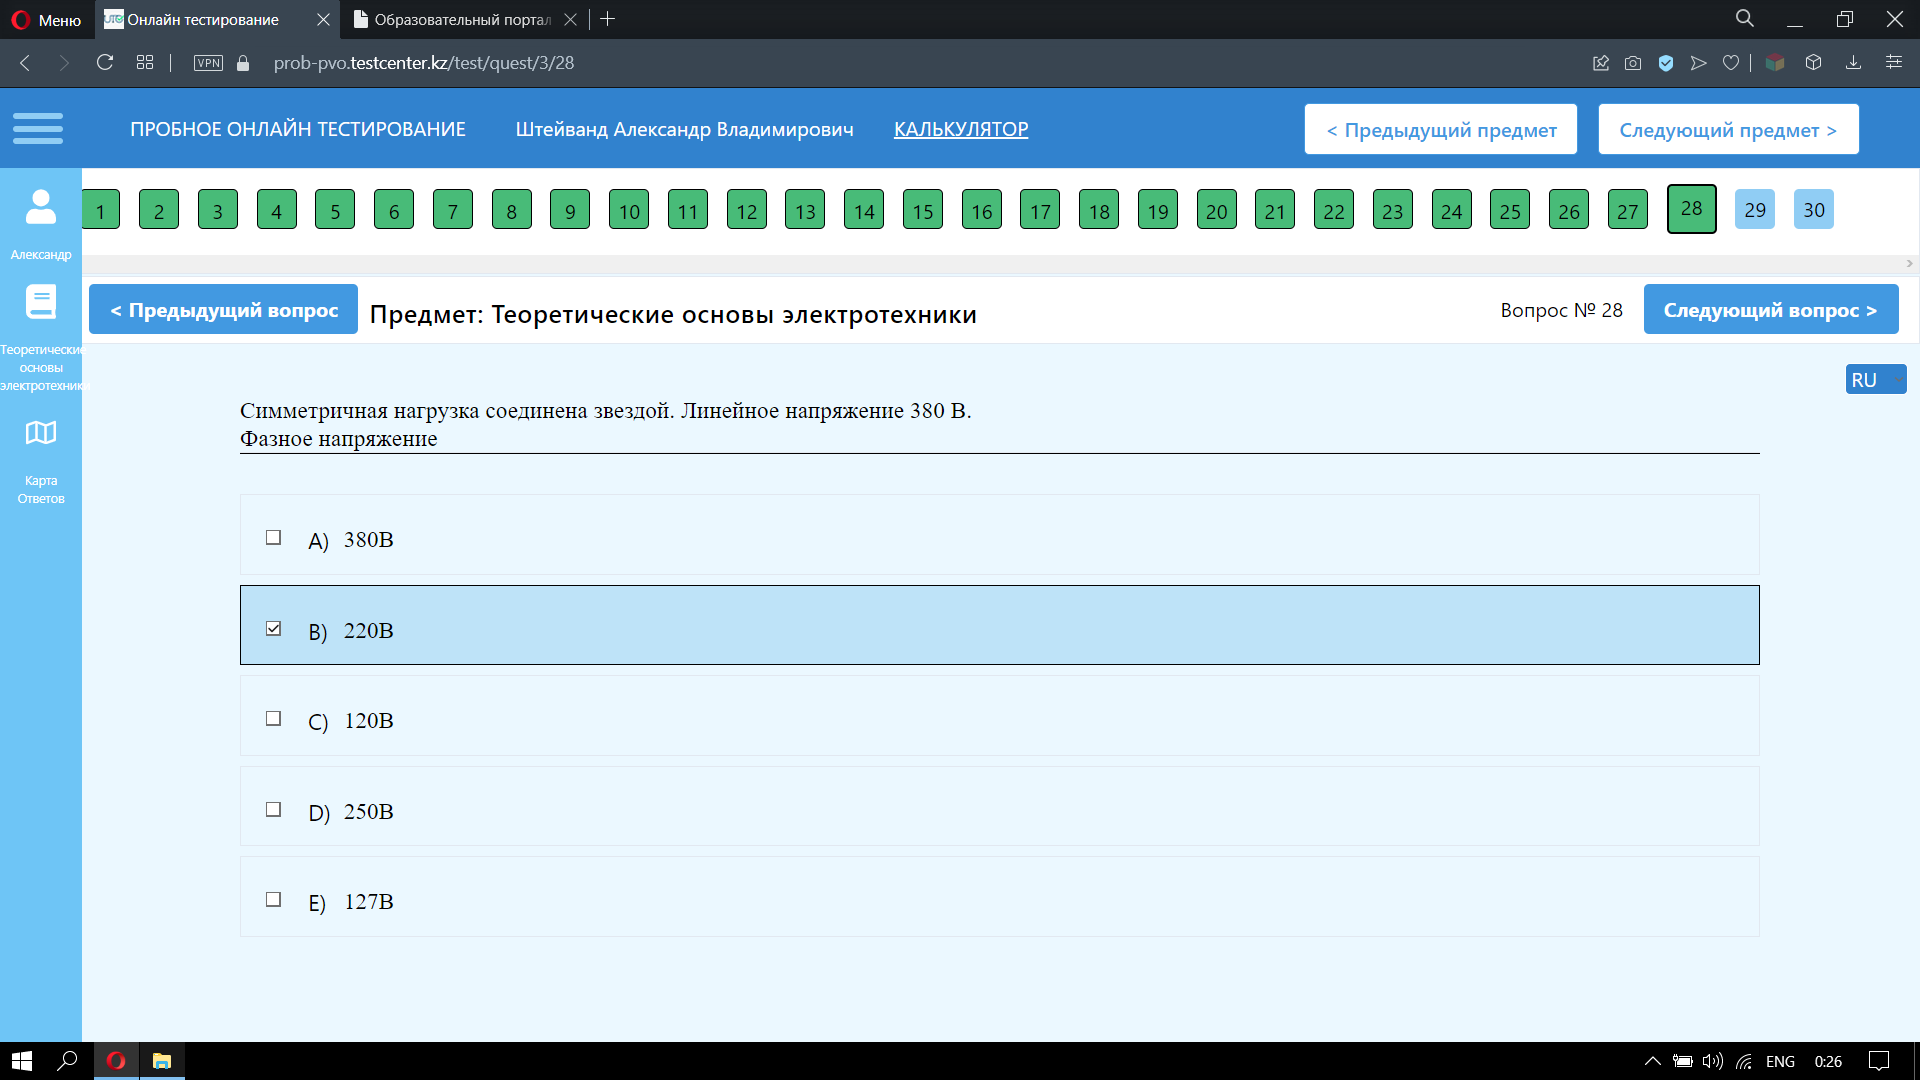 Меню
Онлайн тестирование
Образовательный портал
VPN
prob-pvo.testcenter.kz/test/quest/3/28
ПРОБНОЕ ОНЛАЙН ТЕСТИРОВАНИЕ
Штейванд Александр Владимирович
КАЛЬКУЛЯТОР
< Предыдущий предмет
Следующий предмет >
1 2 3 4 5 6 7 8 9 10 11 12 13 14 15 16 17 18 19 20 21 22 23 24 25 26 27 28 29 30
Александр
Теоретические
основы
электротехники
Карта
Ответов
< Предыдущий вопрос
Предмет: Теоретические основы электротехники
Вопрос № 28
Следующий вопрос >
RU
Симметричная нагрузка соединена звездой. Линейное напряжение 380 В.
Фазное напряжение
A) 380В
B) 220В
C) 120В
D) 250В
E) 127В
ENG
0:26